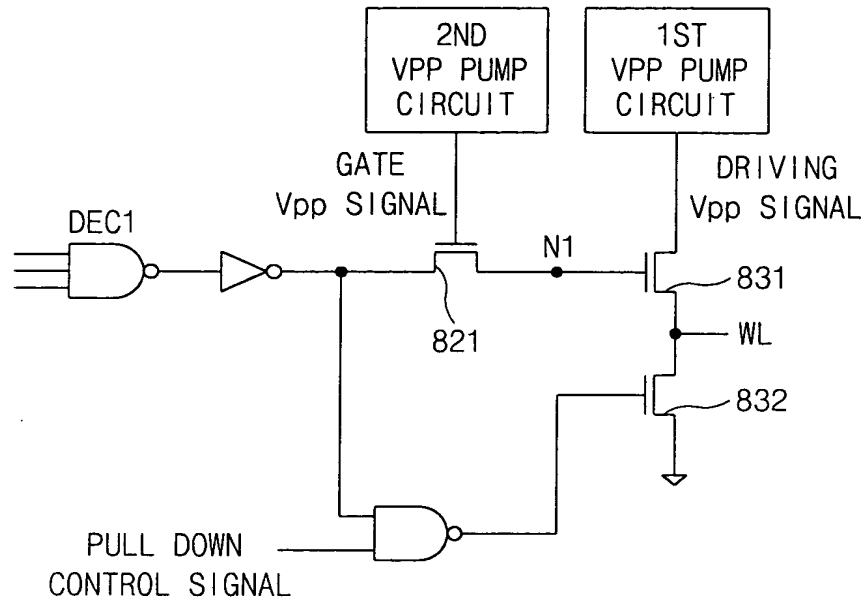 2ND
VPP PUMP
CIRCUIT
1ST
VPP PUMP
CIRCUIT
GATE
Vpp SIGNAL
DRIVING
Vpp SIGNAL
DEC1
N1
831
821
WL
832
PULL DOWN
CONTROL SIGNAL